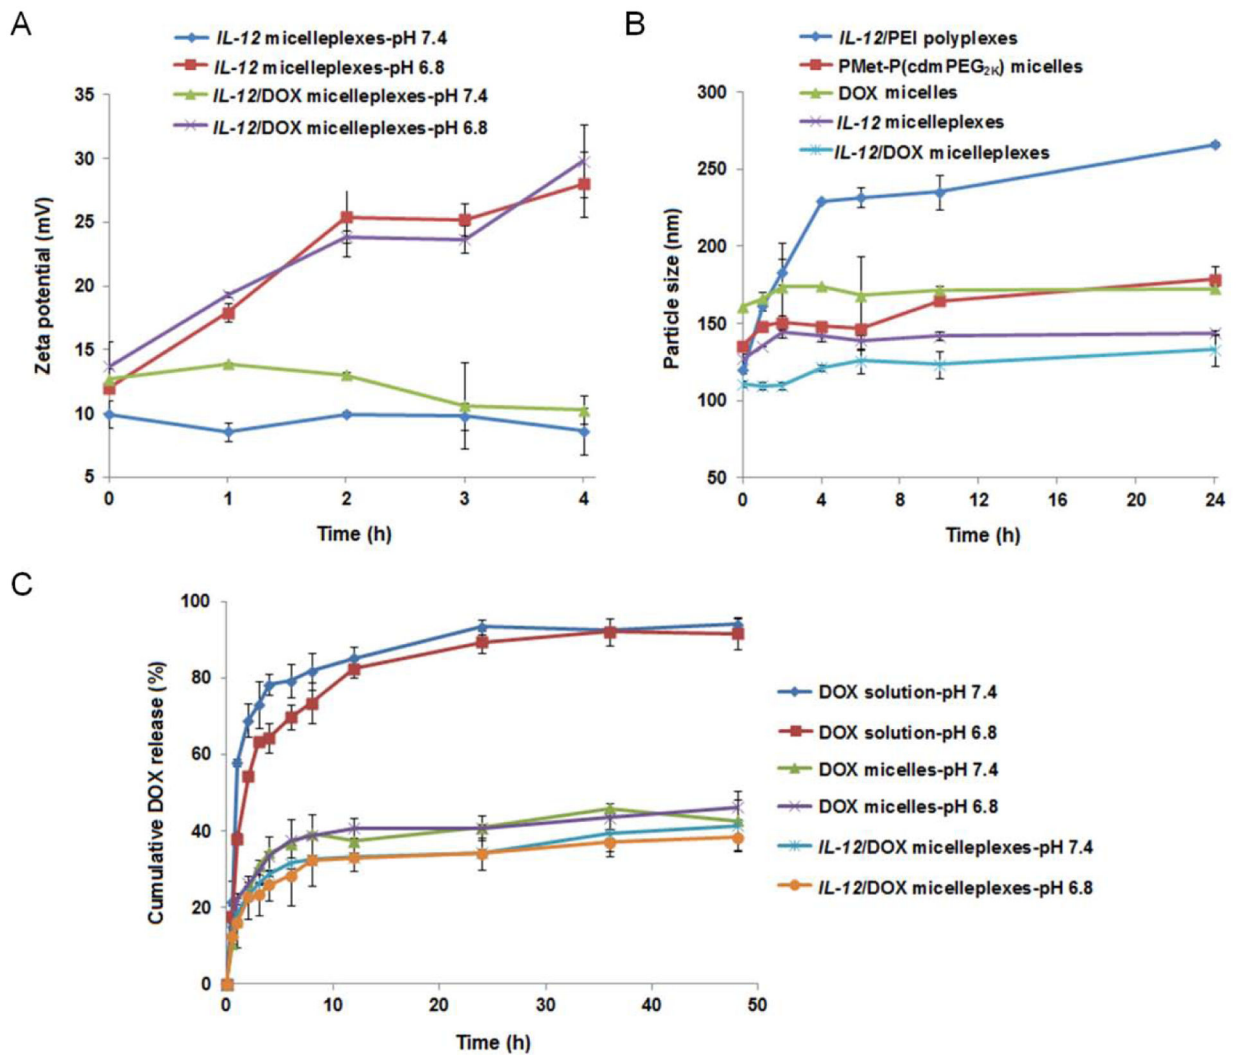 A
IL-12 micelleplexes-pH 7.4
IL-12 micelleplexes-pH 6.8
IL-12/DOX micelleplexes-pH 7.4
IL-12/DOX micelleplexes-pH 6.8
35
30
25
20
15
10
5
Zeta potential (mV)
0 1 2 3 4
Time (h)
B
IL-12/PEI polyplexes
PMet-P(cdmPEG2K) micelles
DOX micelles
IL-12 micelleplexes
IL-12/DOX micelleplexes
300
250
200
150
100
50
Particle size (nm)
0 4 8 12 16 20 24
Time (h)
C
100
80
60
40
20
0
Cumulative DOX release (%)
0 10 20 30 40 50
Time (h)
DOX solution-pH 7.4
DOX solution-pH 6.8
DOX micelles-pH 7.4
DOX micelles-pH 6.8
IL-12/DOX micelleplexes-pH 7.4
IL-12/DOX micelleplexes-pH 6.8